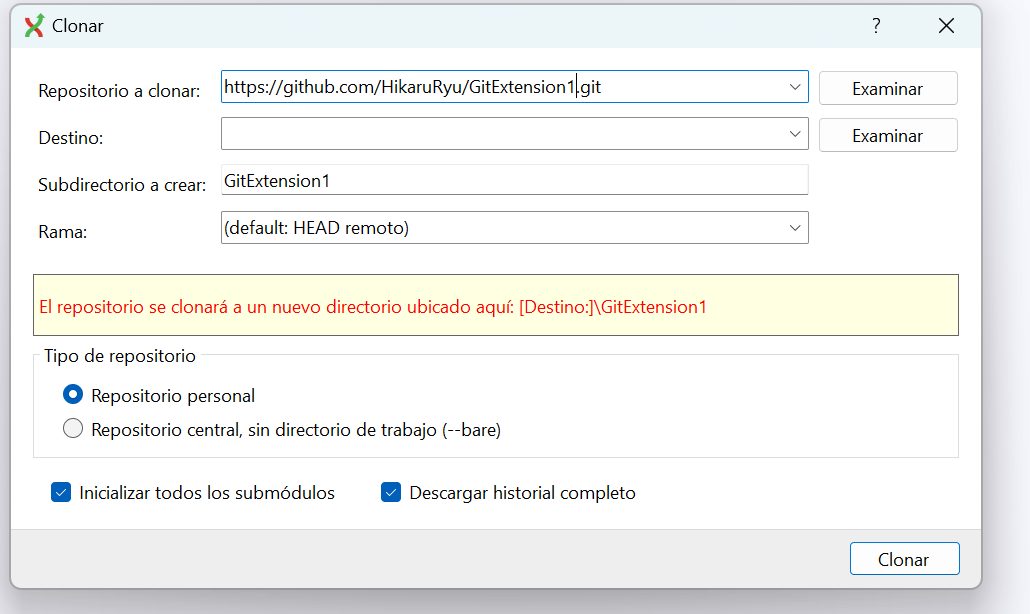 Clonar
?
Repositorio a clonar: https://github.com/HikaruRyu/GitExtension1.git Examinar
Destino: Examinar
Subdirectorio a crear: GitExtension1
Rama: (default: HEAD remoto)
El repositorio se clonará a un nuevo directorio ubicado aquí: [Destino:]\GitExtension1
Tipo de repositorio
Repositorio personal
Repositorio central, sin directorio de trabajo (--bare)
Inicializar todos los submódulos Descargar historial completo
Clonar